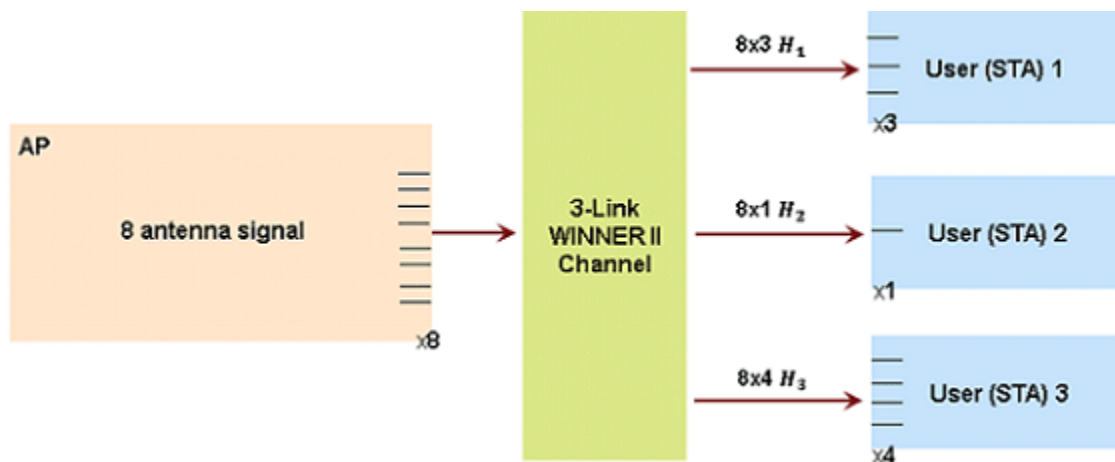 AP
8 antenna signal
x8
3-Link
WINNER II
Channel
8x3 H₁
User (STA) 1
x3
8x1 H₂
User (STA) 2
x1
8x4 H₃
User (STA) 3
x4